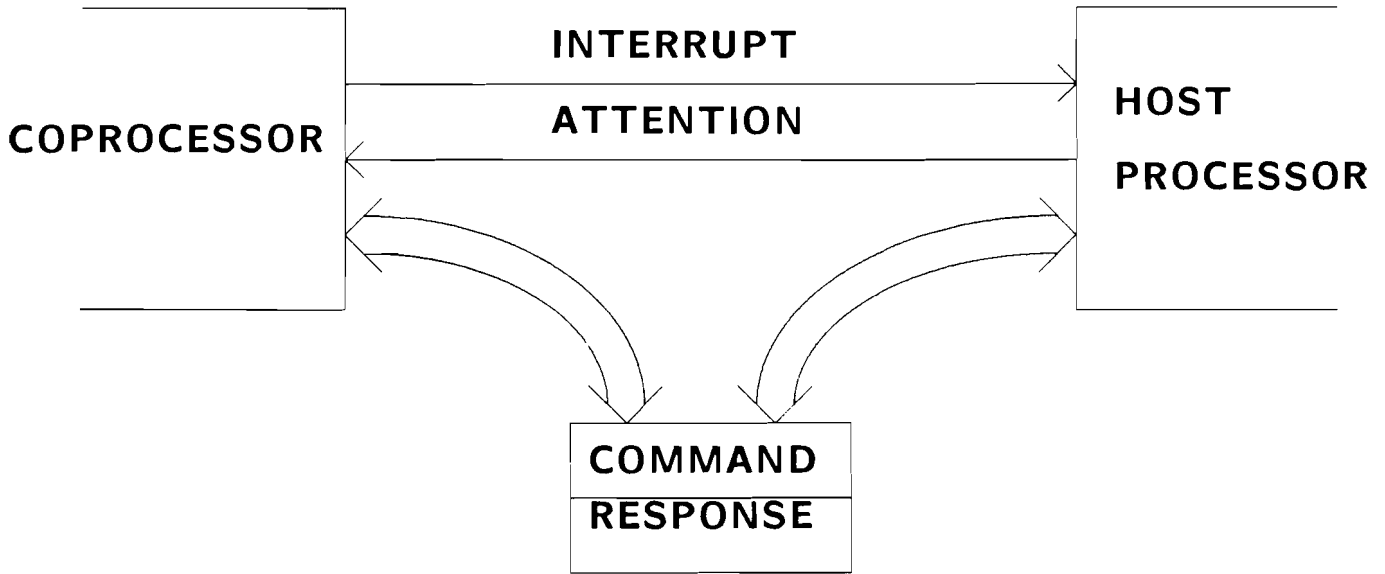 INTERRUPT
ATTENTION
COPROCESSOR
HOST
PROCESSOR
COMMAND
RESPONSE